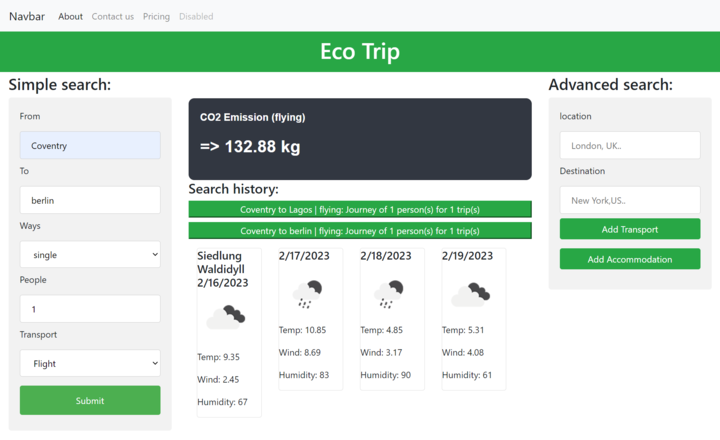 Navbar About Contact us Pricing Disabled
Eco Trip
Simple search:
From
Coventry
To
berlin
Ways
single
People
1
Transport
Flight
Submit
CO2 Emission (flying)
=> 132.88 kg
Search history:
Coventry to Lagos | flying: Journey of 1 person(s) for 1 trip(s)
Coventry to berlin | flying: Journey of 1 person(s) for 1 trip(s)
Siedlung
Waldidyll
2/16/2023
Temp: 9.35
Wind: 2.45
Humidity: 67
2/17/2023
Temp: 10.85
Wind: 8.69
Humidity: 83
2/18/2023
Temp: 4.85
Wind: 3.17
Humidity: 90
2/19/2023
Temp: 5.31
Wind: 4.08
Humidity: 61
Advanced search:
location
London, UK..
Destination
New York,US..
Add Transport
Add Accommodation